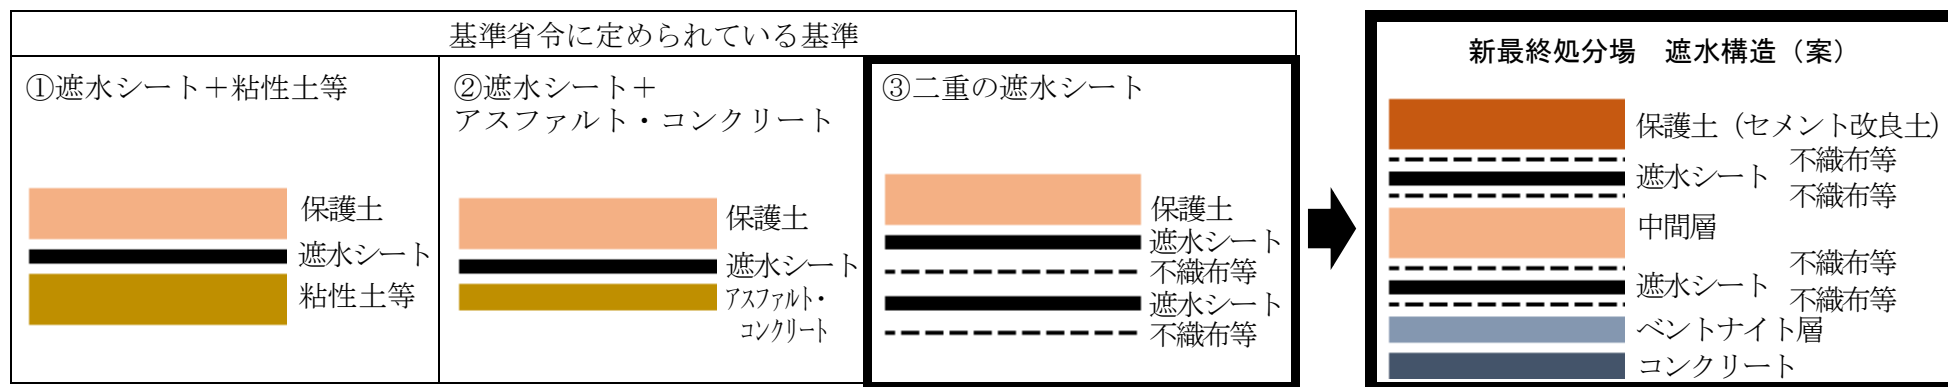 基準省令に定められている基準
①遮水シート＋粘性土等
保護土
遮水シート
粘性土等
②遮水シート＋
アスファルト・コンクリート
保護土
遮水シート
アスファルト・
コンクリート
③二重の遮水シート
保護土
遮水シート
不織布等
遮水シート
不織布等
新最終処分場　遮水構造（案）
保護土（セメント改良土）
不織布等
遮水シート
不織布等
中間層
不織布等
遮水シート
不織布等
ベントナイト層
コンクリート